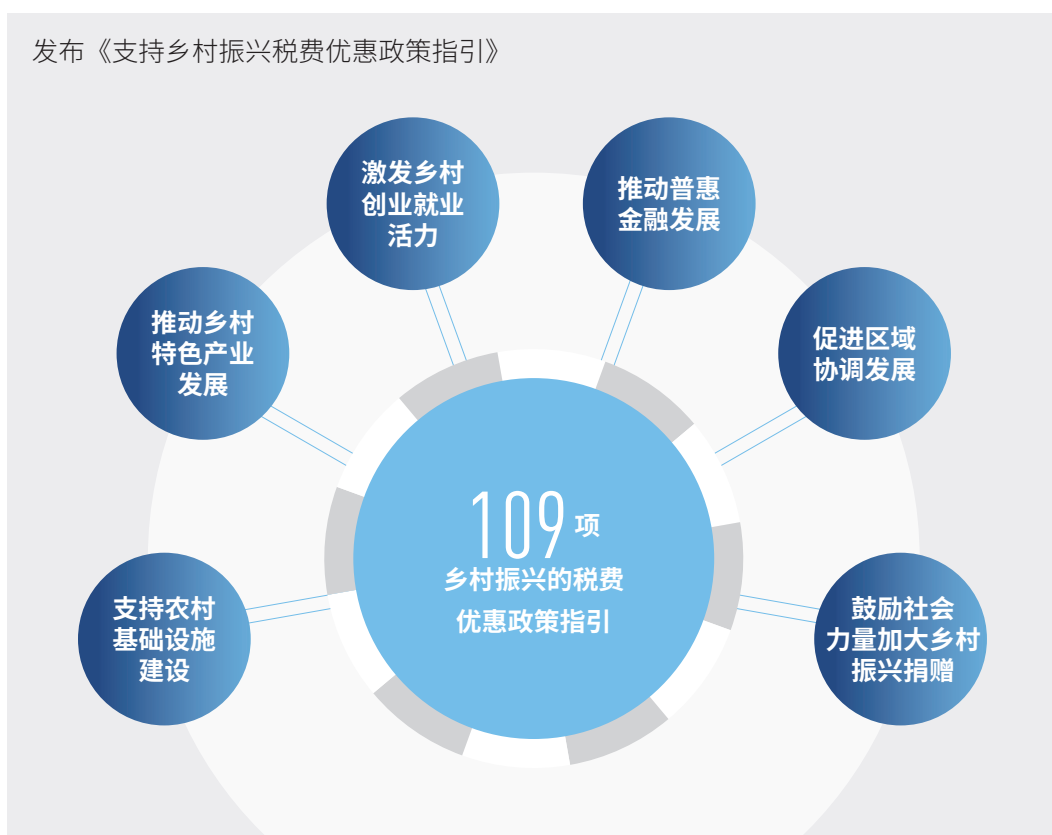 发布《支持乡村振兴税费优惠政策指引》
激发乡村
创业就业
活力
推动普惠
金融发展
推动乡村
特色产业
发展
促进区域
协调发展
109 项
乡村振兴的税费
优惠政策指引
支持农村
基础设施
建设
鼓励社会
力量加大乡村
振兴捐赠